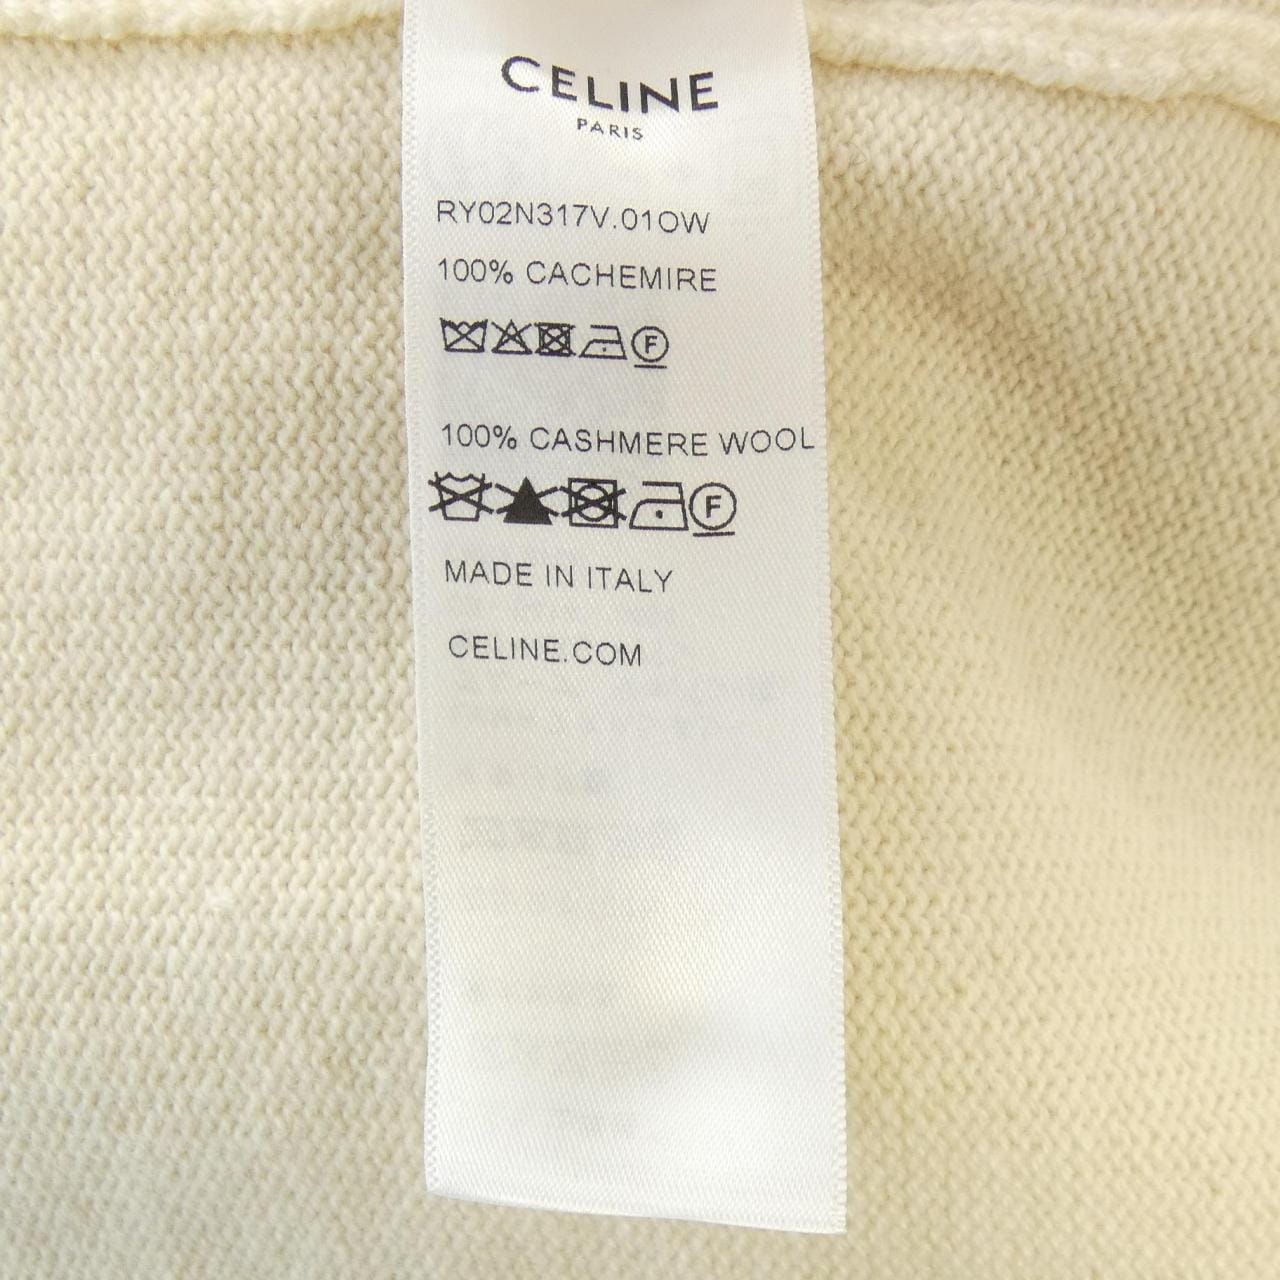 CELINE
PARIS
RY02N317V.01OW
100% CACHEMIRE
F
100% CASHMERE WOOL
F
MADE IN ITALY
CELINE.COM